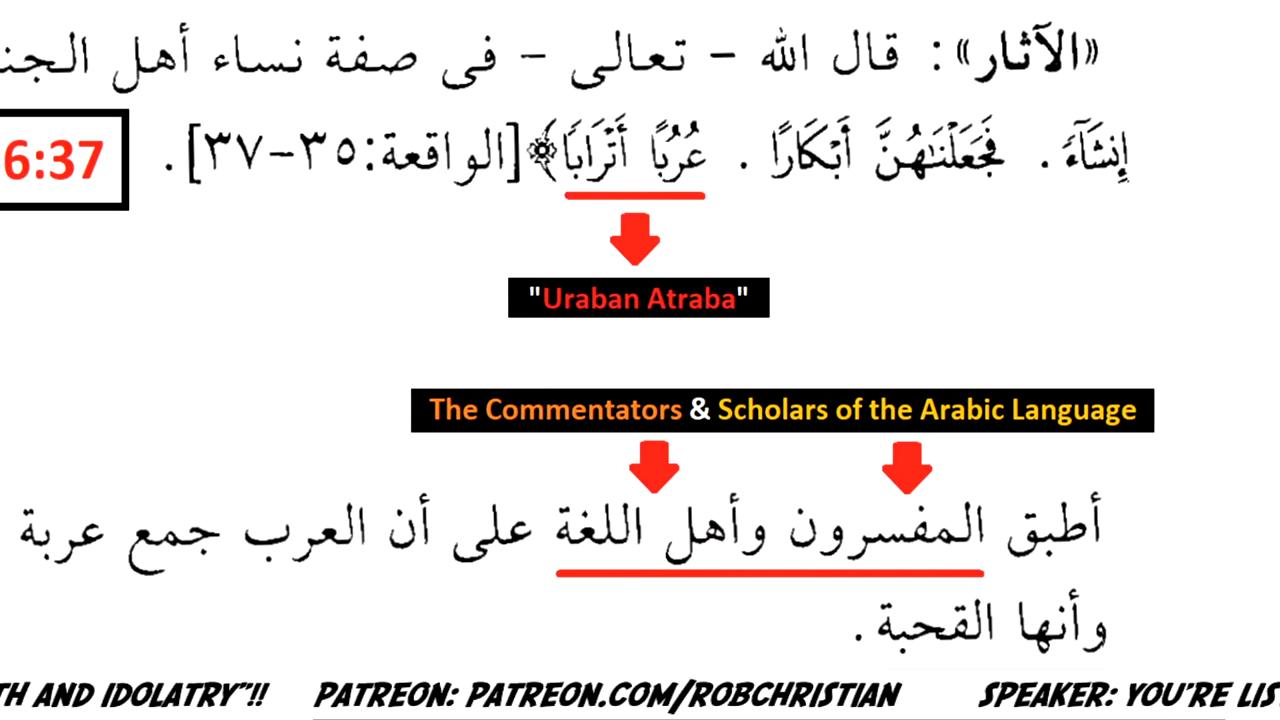 «الآثار»: قال الله – تعالى – فى صفة نساء أهل
إِنشَآءً . فَجَعَلْنَـٰهُنَّ أَبْكَارًا . عُرُبًا أَتْرَابًا﴾ [الواقعة:٣٥-٣٧].
6:37
"Uraban Atraba"
The Commentators & Scholars of the Arabic Language
أطبق المفسرون وأهل اللغة على أن العرب جمع عربة
وأنها القحبة .
TH AND IDOLATRY"!! PATREON: PATREON.COM/ROBCHRISTIAN SPEAKER: YOU'RE LIS